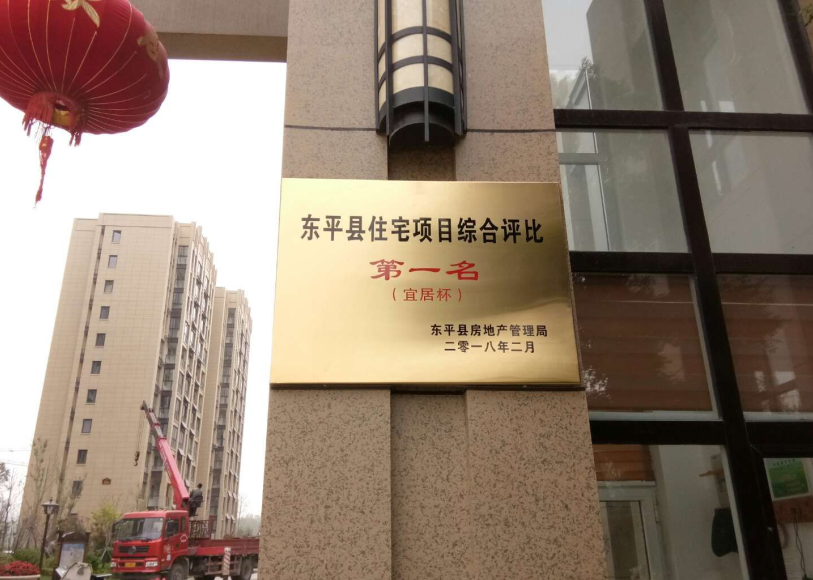 东平县住宅项目综合评比
第一名
（宜居杯）
东平县房地产管理局
二零一八年二月